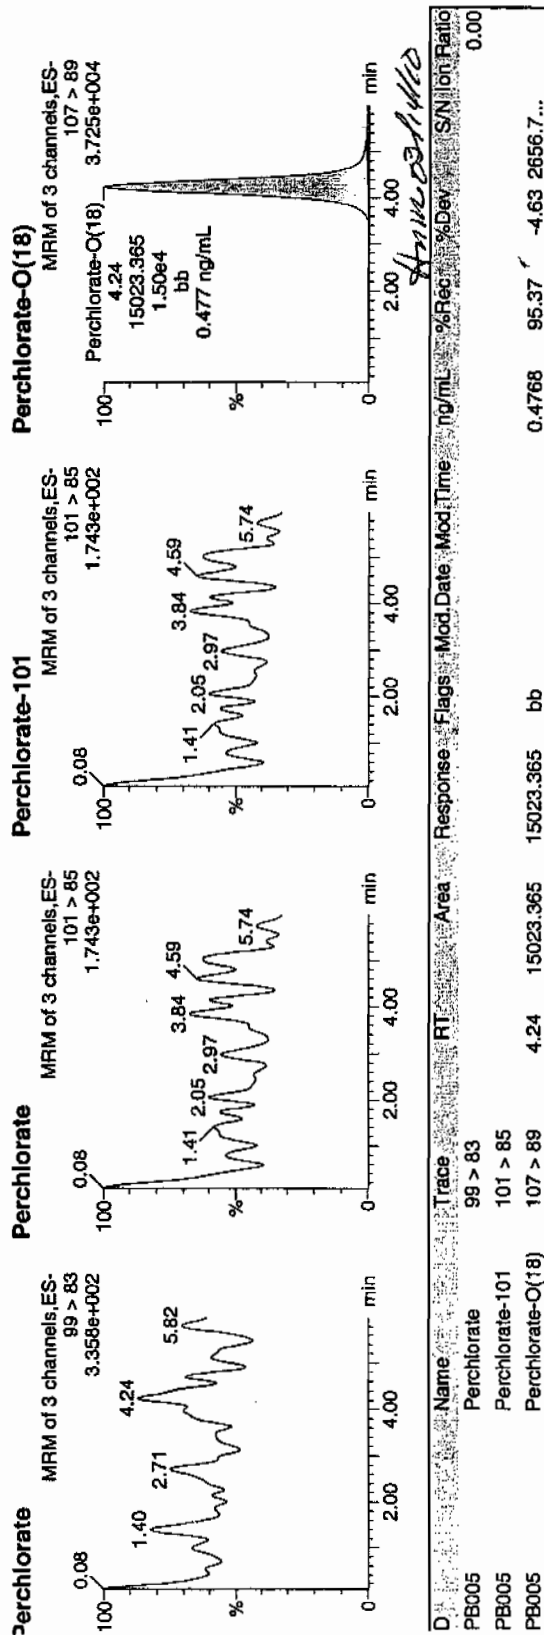 Perchlorate
MRM of 3 channels,ES-
99 > 83
3.358e+002
100
0.08
1.40
2.71
4.24
5.82
%
0
2.00
4.00
min
Perchlorate
MRM of 3 channels,ES-
101 > 85
1.743e+002
100
0.08
1.41
2.05
2.97
3.84
4.59
5.74
%
0
2.00
4.00
min
Perchlorate-101
MRM of 3 channels,ES-
101 > 85
1.743e+002
100
0.08
1.41
2.05
2.97
3.84
4.59
5.74
%
0
2.00
4.00
min
Perchlorate-O(18)
MRM of 3 channels,ES-
107 > 89
3.725e+004
100
Perchlorate-O(18)
4.24
15023.365
1.50e4
bb
0.477 ng/mL
%
0
2.00
4.00
min
D Name Trace RT Area Response Flags Mod.Date Mod.Time ng/mL %Rec %Dev S/N Ion Ratio
PB005 Perchlorate 99 > 83 0.00
PB005 Perchlorate-101 101 > 85
PB005 Perchlorate-O(18) 107 > 89 4.24 15023.365 15023.365 bb 0.4768 95.37 -4.63 2656.7...